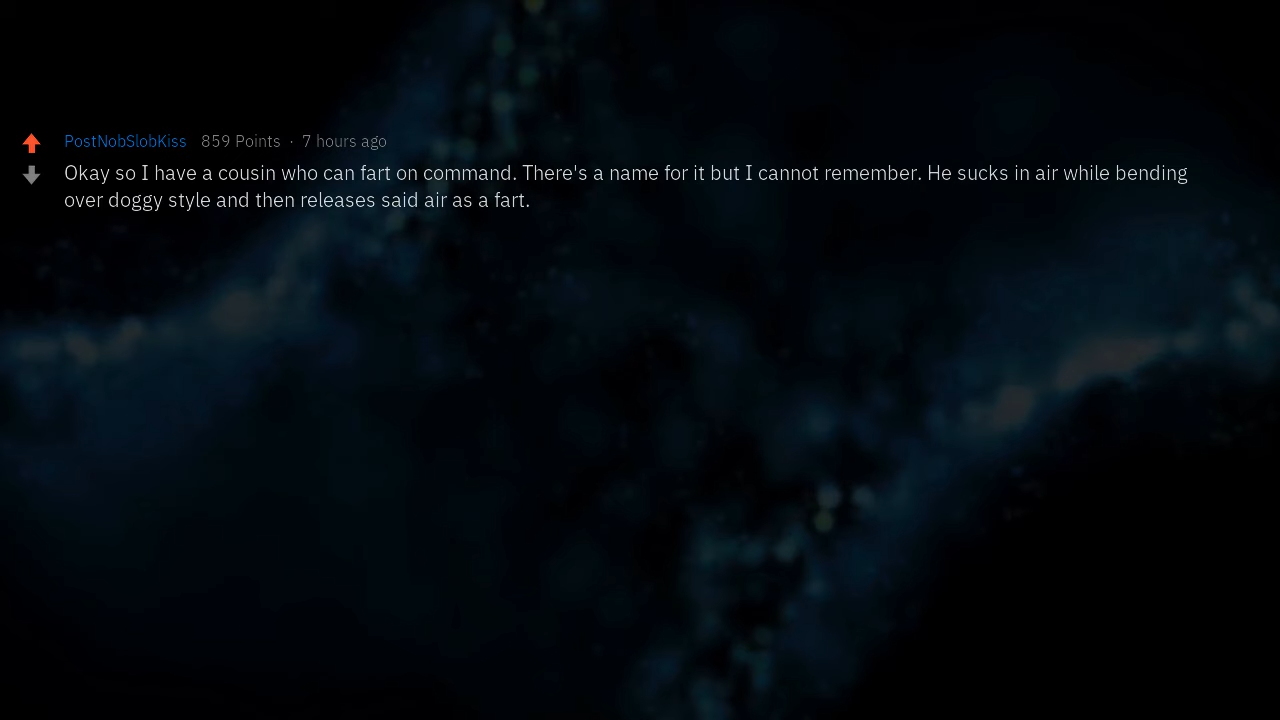 PostNobSlobKiss 859 Points · 7 hours ago
Okay so I have a cousin who can fart on command. There's a name for it but I cannot remember. He sucks in air while bending
over doggy style and then releases said air as a fart.